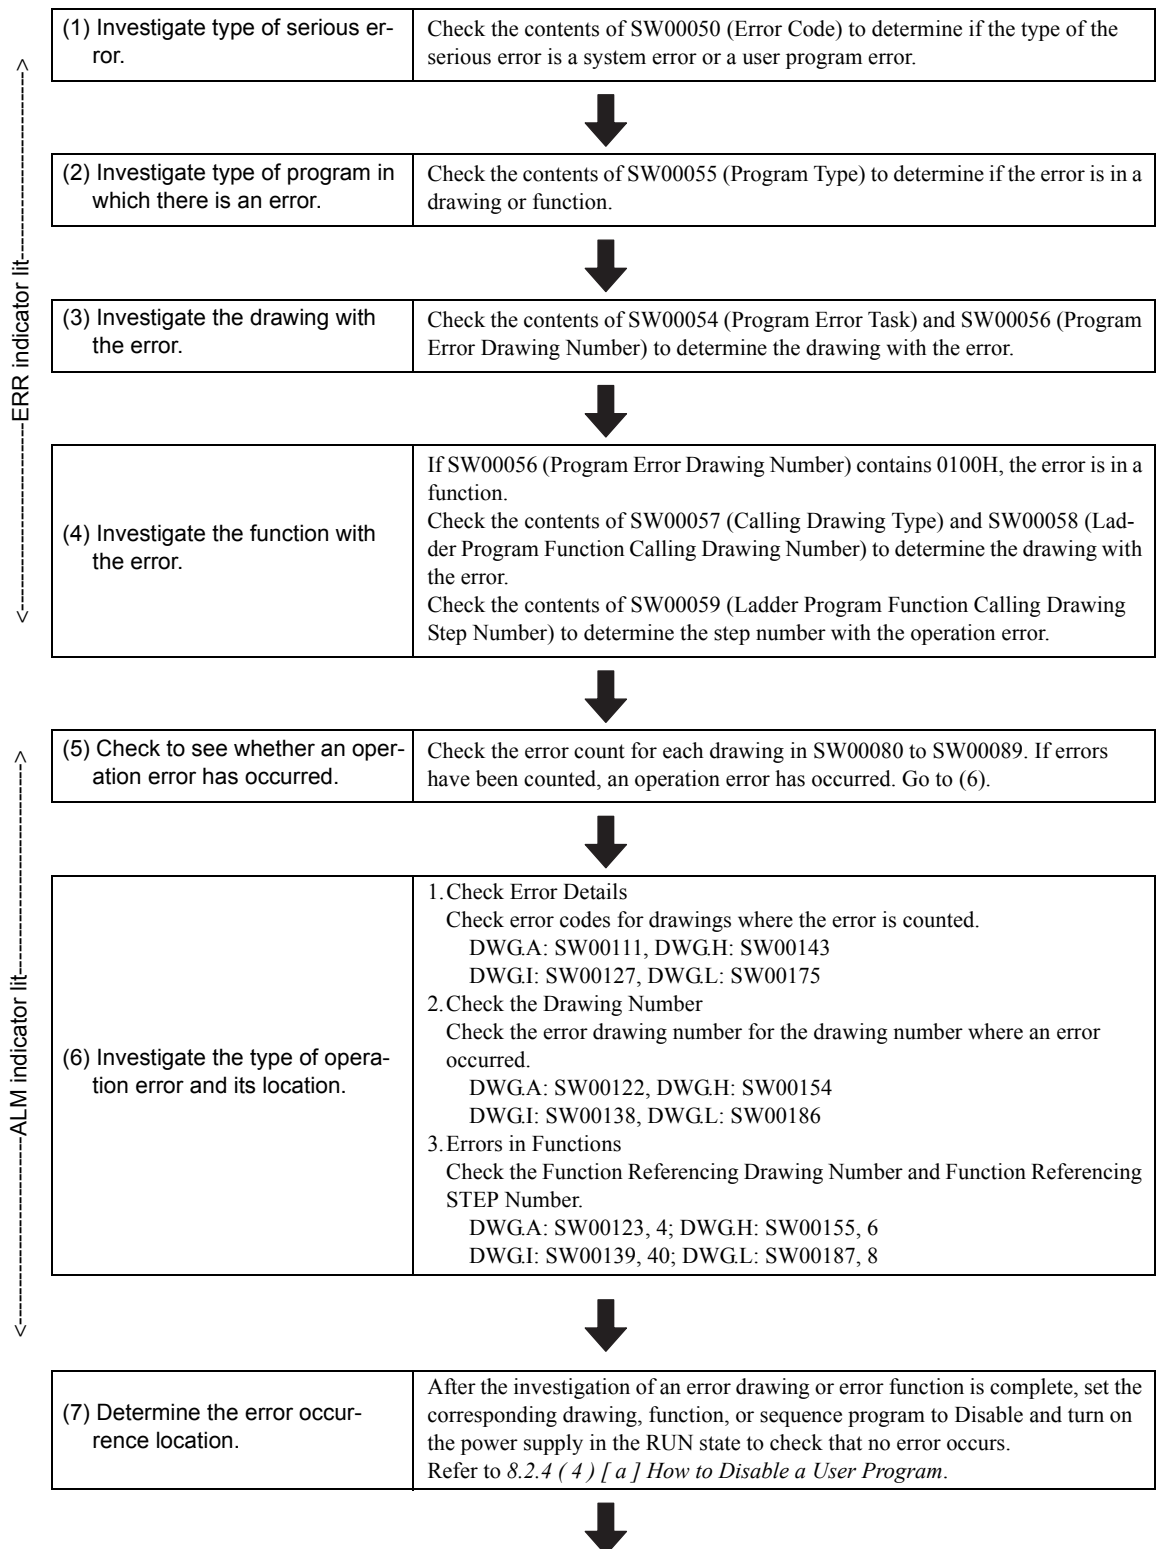 (1) Investigate type of serious er-
ror.
Check the contents of SW00050 (Error Code) to determine if the type of the
serious error is a system error or a user program error.
(2) Investigate type of program in
which there is an error.
Check the contents of SW00055 (Program Type) to determine if the error is in a
drawing or function.
(3) Investigate the drawing with
the error.
Check the contents of SW00054 (Program Error Task) and SW00056 (Program
Error Drawing Number) to determine the drawing with the error.
<---------------ERR indicator lit--------------->
(4) Investigate the function with
the error.
If SW00056 (Program Error Drawing Number) contains 0100H, the error is in a
function.
Check the contents of SW00057 (Calling Drawing Type) and SW00058 (Lad-
der Program Function Calling Drawing Number) to determine the drawing with
the error.
Check the contents of SW00059 (Ladder Program Function Calling Drawing
Step Number) to determine the step number with the operation error.
(5) Check to see whether an oper-
ation error has occurred.
Check the error count for each drawing in SW00080 to SW00089. If errors
have been counted, an operation error has occurred. Go to (6).
<---------------ALM indicator lit--------------->
(6) Investigate the type of opera-
tion error and its location.
1.Check Error Details
Check error codes for drawings where the error is counted.
DWG.A: SW00111, DWG.H: SW00143
DWG.I: SW00127, DWG.L: SW00175
2.Check the Drawing Number
Check the error drawing number for the drawing number where an error
occurred.
DWG.A: SW00122, DWG.H: SW00154
DWG.I: SW00138, DWG.L: SW00186
3.Errors in Functions
Check the Function Referencing Drawing Number and Function Referencing
STEP Number.
DWG.A: SW00123, 4; DWG.H: SW00155, 6
DWG.I: SW00139, 40; DWG.L: SW00187, 8
(7) Determine the error occur-
rence location.
After the investigation of an error drawing or error function is complete, set the
corresponding drawing, function, or sequence program to Disable and turn on
the power supply in the RUN state to check that no error occurs.
Refer to 8.2.4 ( 4 ) [ a ] How to Disable a User Program.